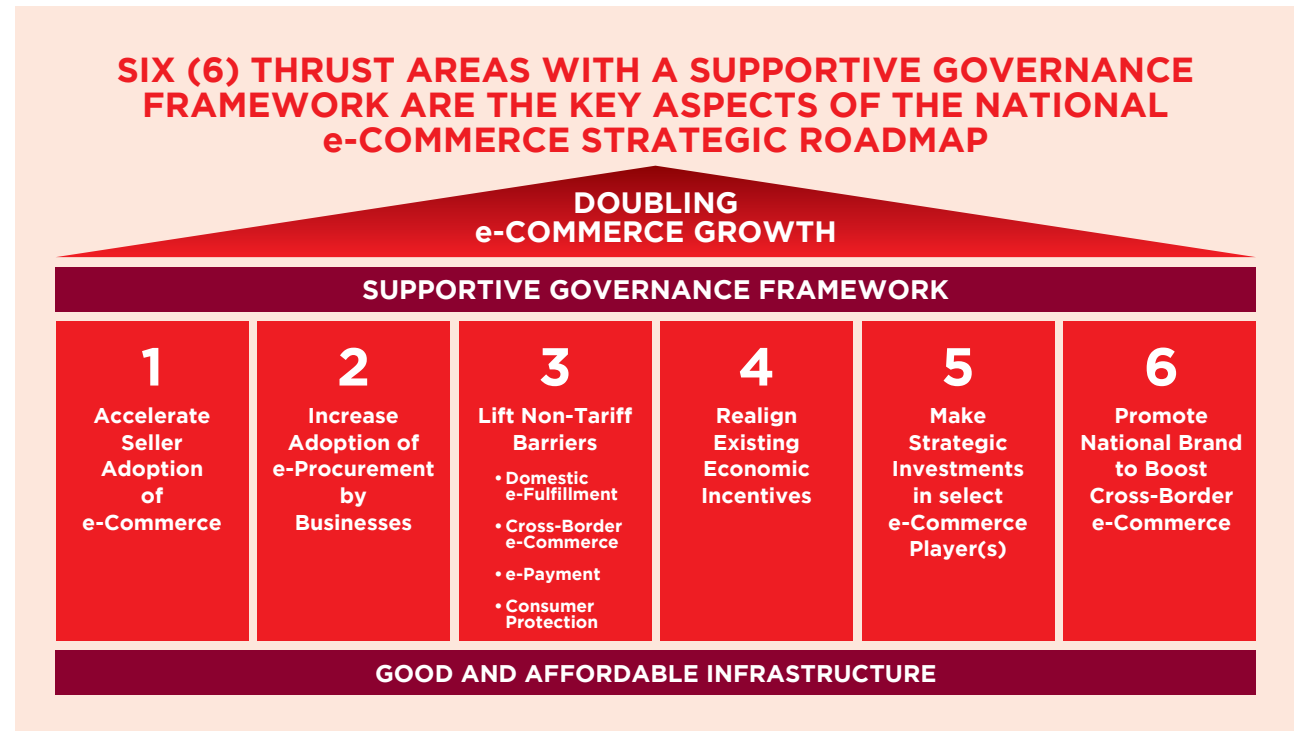 SIX (6) THRUST AREAS WITH A SUPPORTIVE GOVERNANCE
FRAMEWORK ARE THE KEY ASPECTS OF THE NATIONAL
e-COMMERCE STRATEGIC ROADMAP
DOUBLING
e-COMMERCE GROWTH
SUPPORTIVE GOVERNANCE FRAMEWORK
1
Accelerate
Seller
Adoption
of
e-Commerce
2
Increase
Adoption of
e-Procurement
by
Businesses
3
Lift Non-Tariff
Barriers
• Domestic
e-Fulfillment
• Cross-Border
e-Commerce
• e-Payment
• Consumer
Protection
4
Realign
Existing
Economic
Incentives
5
Make
Strategic
Investments
in select
e-Commerce
Player(s)
6
Promote
National Brand
to Boost
Cross-Border
e-Commerce
GOOD AND AFFORDABLE INFRASTRUCTURE